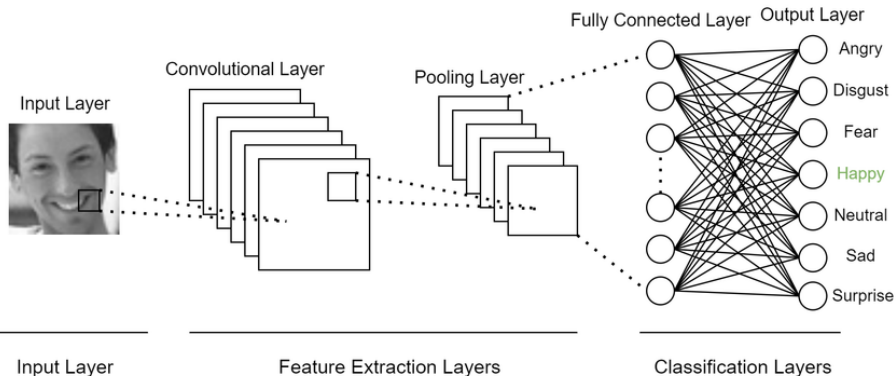 Fully Connected Layer
Output Layer
Convolutional Layer
Pooling Layer
Input Layer
Angry
Disgust
Fear
Happy
Neutral
Sad
Surprise
Input Layer
Feature Extraction Layers
Classification Layers